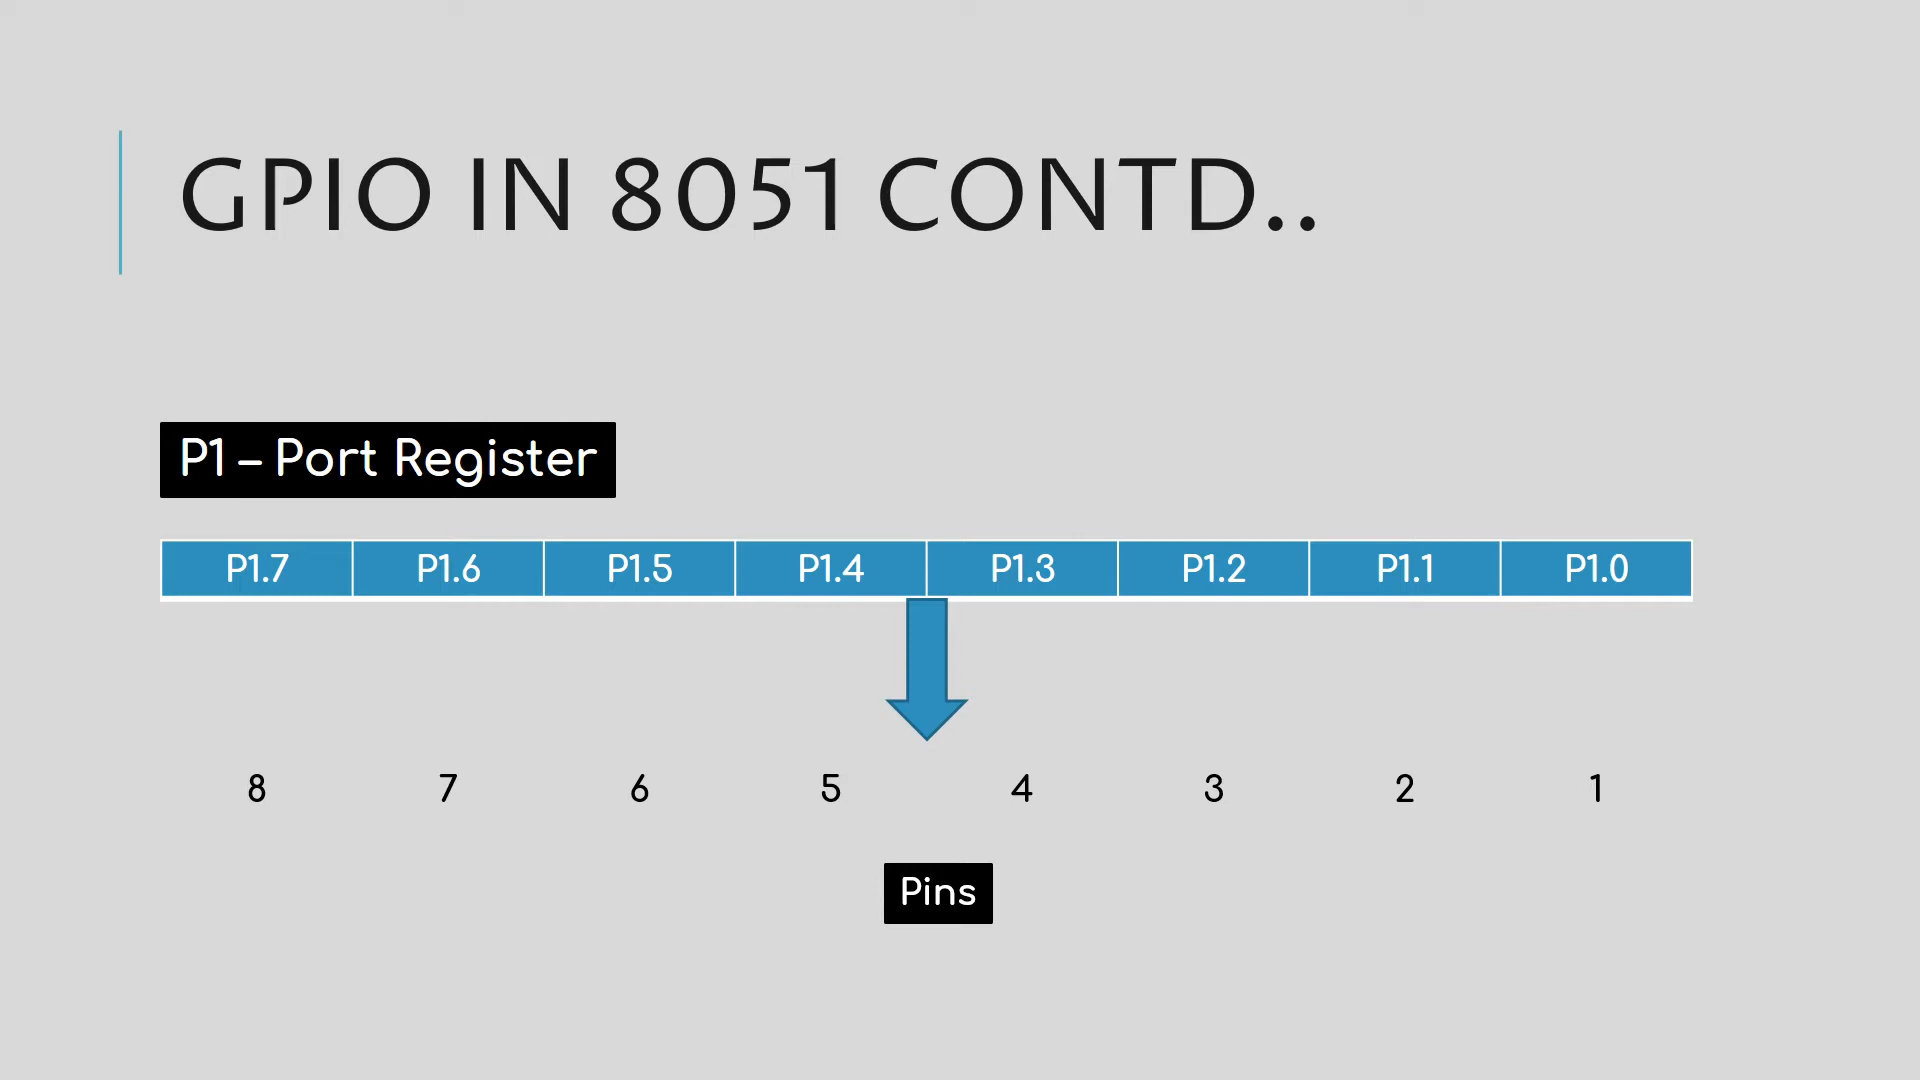 GPIO IN 8051 CONTD..
P1 – Port Register
P1.7 P1.6 P1.5 P1.4 P1.3 P1.2 P1.1 P1.0
8 7 6 5 4 3 2 1
Pins